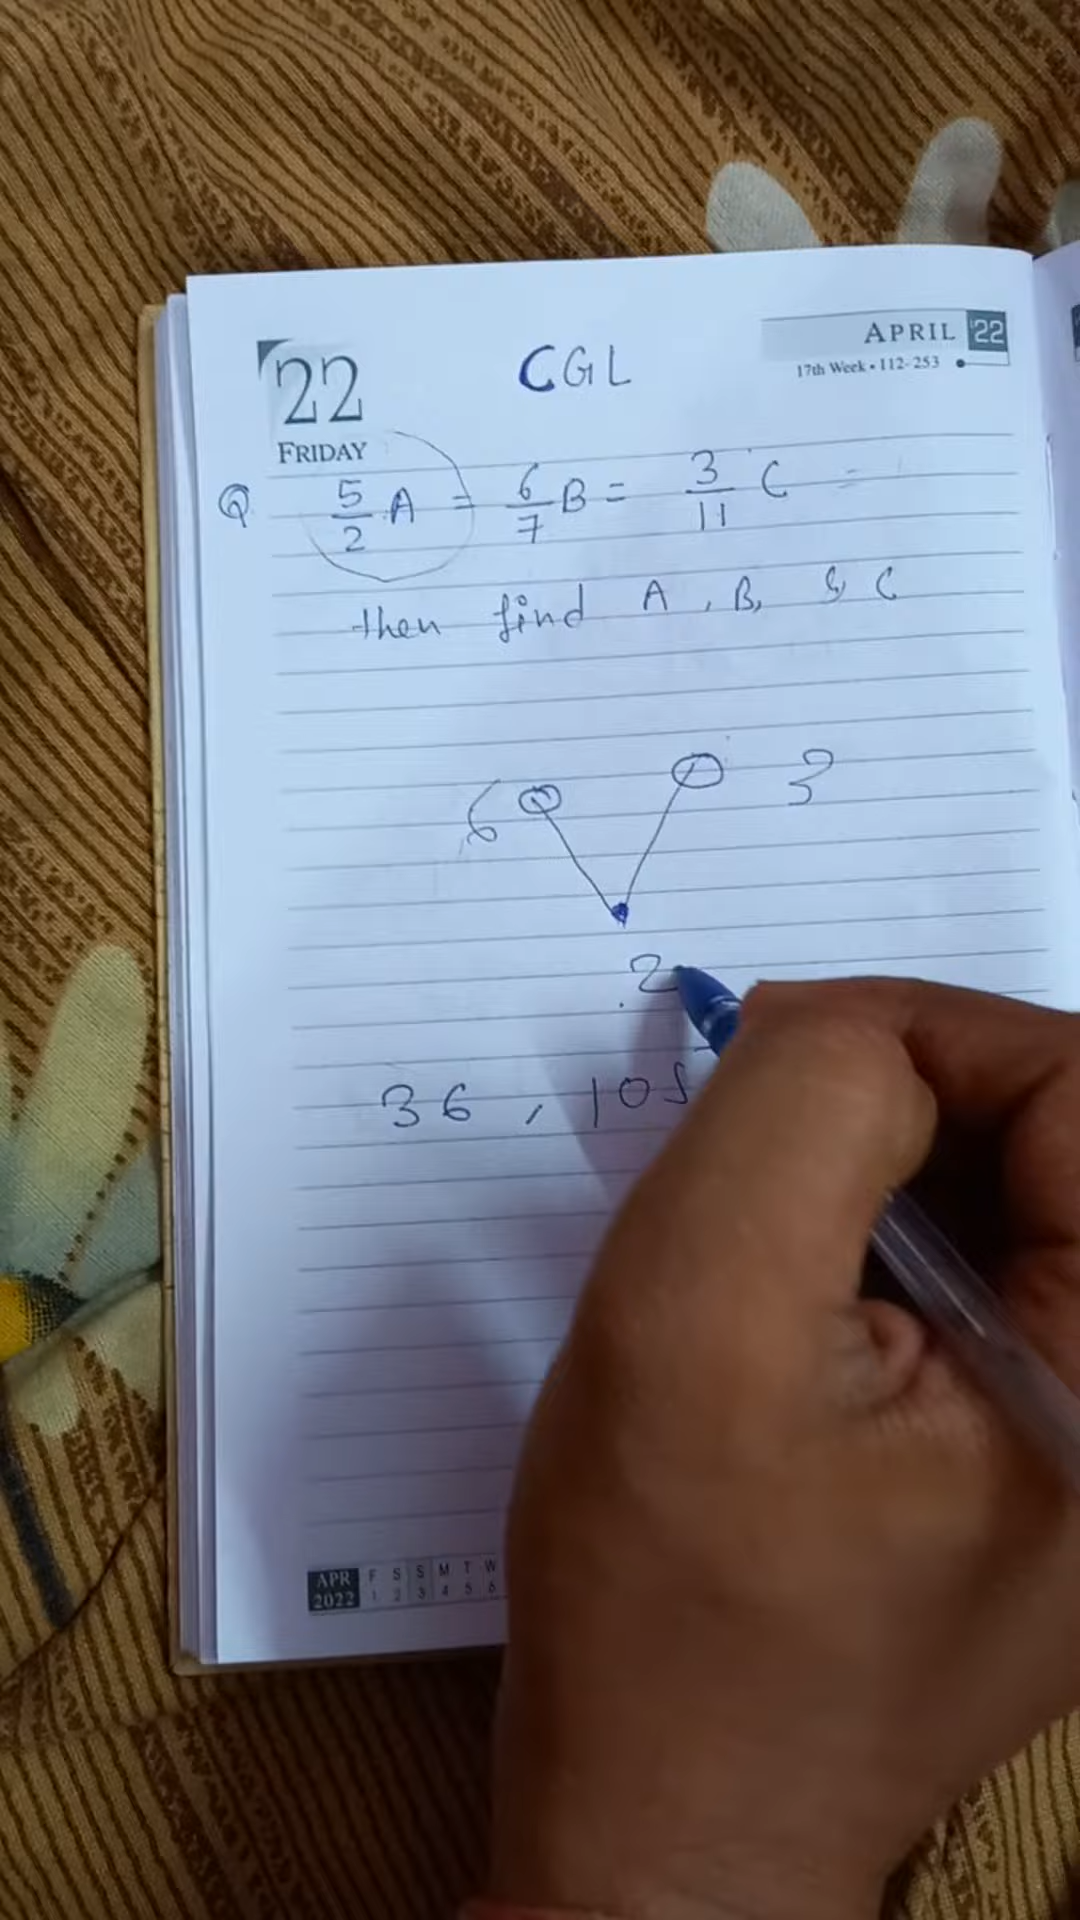 22 CGL APRIL '22
17th Week • 112-253
FRIDAY
Q 5/2 A = 6/7 B = 3/11 C =
then find A, B, & C
6 3
2
36, 105
APR 2022 F S S M T W
1 2 3 4 5 6